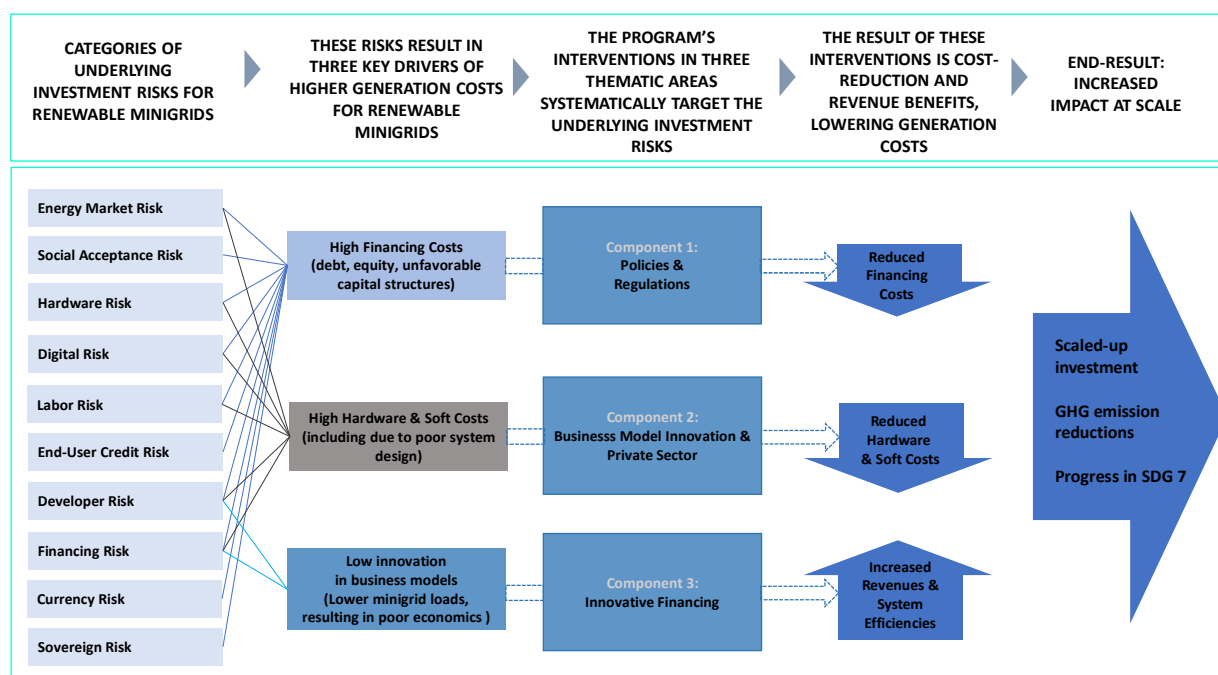 CATEGORIES OF
UNDERLYING
INVESTMENT RISKS FOR
RENEWABLE MINIGRIDS
THESE RISKS RESULT IN
THREE KEY DRIVERS OF
HIGHER GENERATION COSTS
FOR RENEWABLE
MINIGRIDS
THE PROGRAM'S
INTERVENTIONS IN THREE
THEMATIC AREAS
SYSTEMATICALLY TARGET THE
UNDERLYING INVESTMENT
RISKS
THE RESULT OF THESE
INTERVENTIONS IS COST-
REDUCTION AND
REVENUE BENEFITS,
LOWERING GENERATION
COSTS
END-RESULT:
INCREASED
IMPACT AT SCALE
Energy Market Risk
Social Acceptance Risk
Hardware Risk
Digital Risk
Labor Risk
End-User Credit Risk
Developer Risk
Financing Risk
Currency Risk
Sovereign Risk
High Financing Costs
(debt, equity, unfavorable
capital structures)
High Hardware & Soft Costs
(including due to poor system
design)
Low innovation
in business models
(Lower minigrid loads,
resulting in poor economics )
Component 1:
Policies &
Regulations
Component 2:
Businesss Model Innovation &
Private Sector
Component 3:
Innovative Financing
Reduced
Financing
Costs
Reduced
Hardware
& Soft Costs
Increased
Revenues &
System
Efficiencies
Scaled-up
investment
GHG emission
reductions
Progress in SDG 7